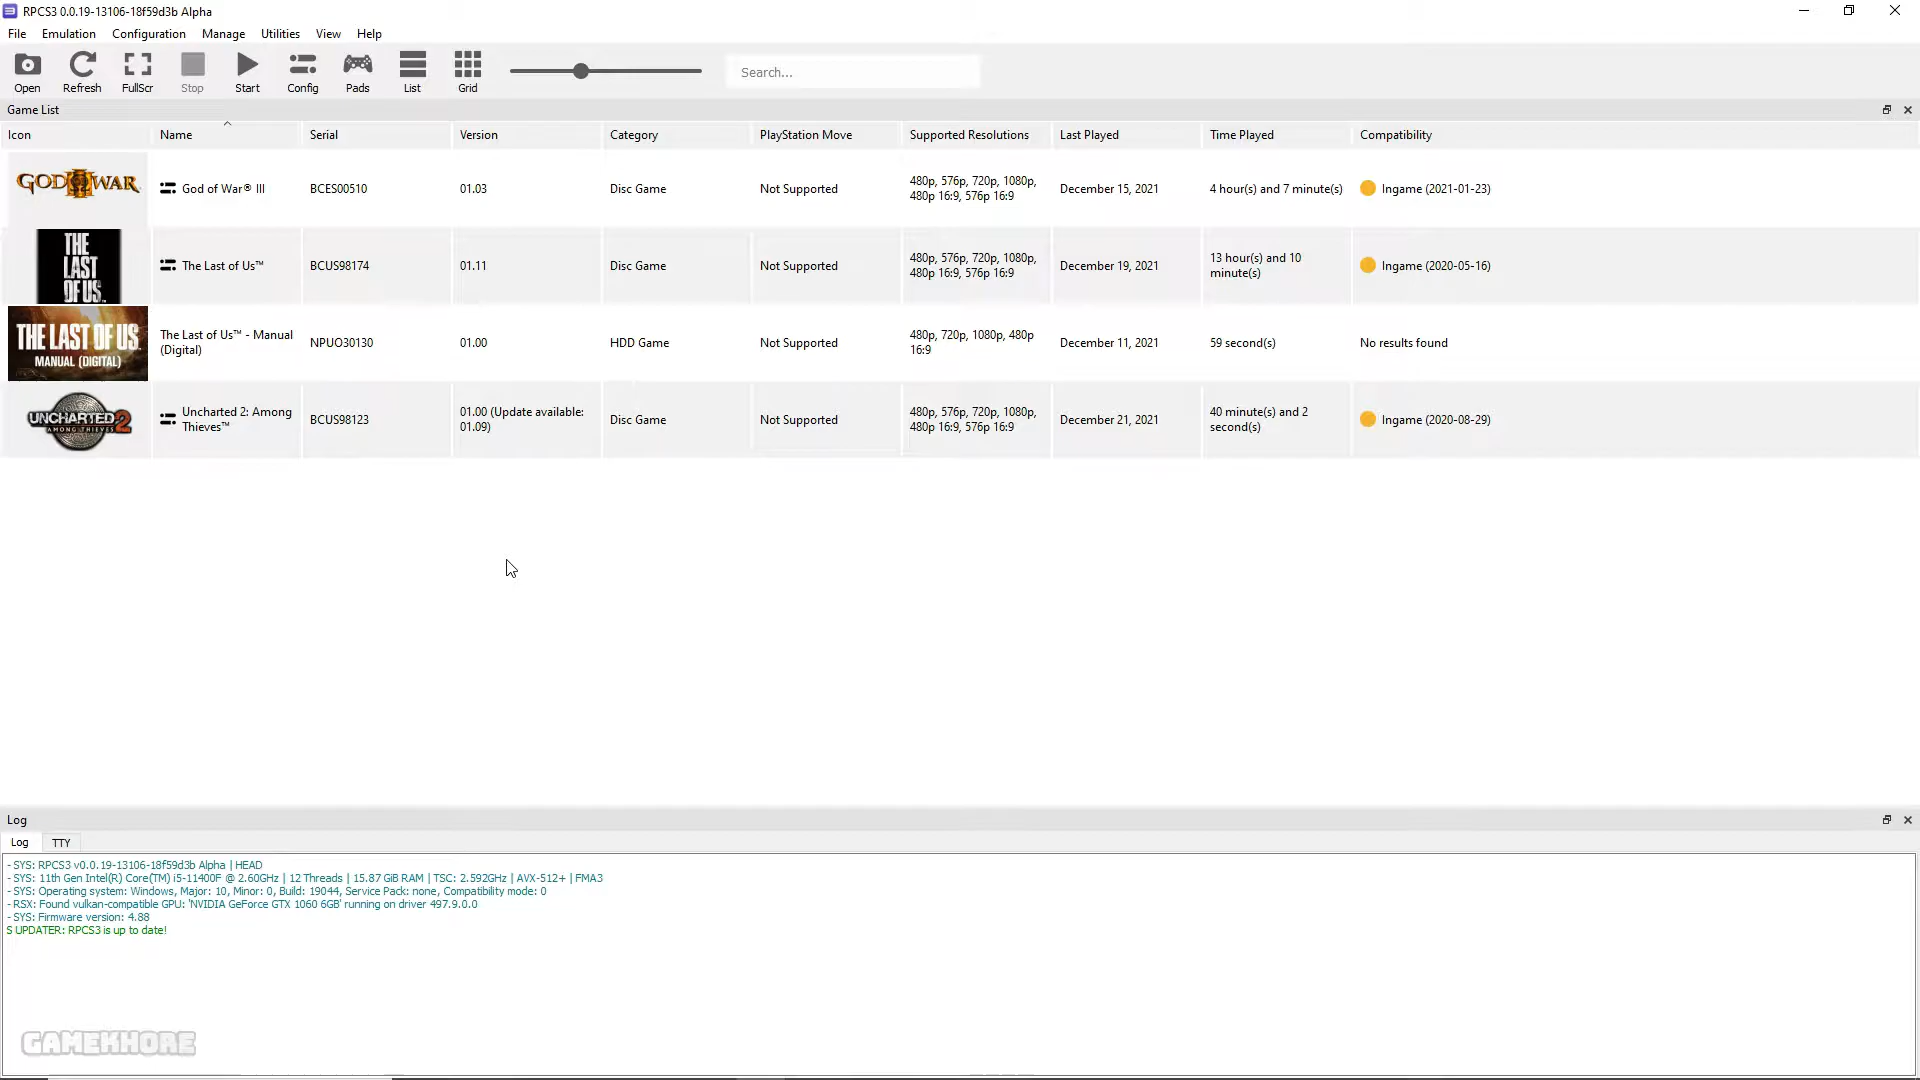 RPCS3 0.0.19-13106-18f59d3b Alpha
File Emulation Configuration Manage Utilities View Help
Open Refresh FullScr Stop Start Config Pads List Grid Search...
Game List
Icon Name Serial Version Category PlayStation Move Supported Resolutions Last Played Time Played Compatibility
GOD OF WAR III
God of War® III BCES00510 01.03 Disc Game Not Supported 480p, 576p, 720p, 1080p,
480p 16:9, 576p 16:9
December 15, 2021 4 hour(s) and 7 minute(s) Ingame (2021-01-23)
THE
LAST
OF US
The Last of Us™ BCUS98174 01.11 Disc Game Not Supported 480p, 576p, 720p, 1080p,
480p 16:9, 576p 16:9
December 19, 2021 13 hour(s) and 10
minute(s)
Ingame (2020-05-16)
THE LAST OF US
MANUAL (DIGITAL)
The Last of Us™ - Manual
(Digital)
NPUO30130 01.00 HDD Game Not Supported 480p, 720p, 1080p, 480p
16:9
December 11, 2021 59 second(s) No results found
UNCHARTED 2
AMONG THIEVES
Uncharted 2: Among
Thieves™
BCUS98123 01.00 (Update available:
01.09)
Disc Game Not Supported 480p, 576p, 720p, 1080p,
480p 16:9, 576p 16:9
December 21, 2021 40 minute(s) and 2
second(s)
Ingame (2020-08-29)
Log
Log TTY
- SYS: RPCS3 v0.0.19-13106-18f59d3b Alpha | HEAD
- SYS: 11th Gen Intel(R) Core(TM) i5-11400F @ 2.60GHz | 12 Threads | 15.87 GiB RAM | TSC: 2.592GHz | AVX-512+ | FMA3
- SYS: Operating system: Windows, Major: 10, Minor: 0, Build: 19044, Service Pack: none, Compatibility mode: 0
- RSX: Found vulkan-compatible GPU: 'NVIDIA GeForce GTX 1060 6GB' running on driver 497.9.0.0
- SYS: Firmware version: 4.88
S UPDATER: RPCS3 is up to date!
GAMEKHORE